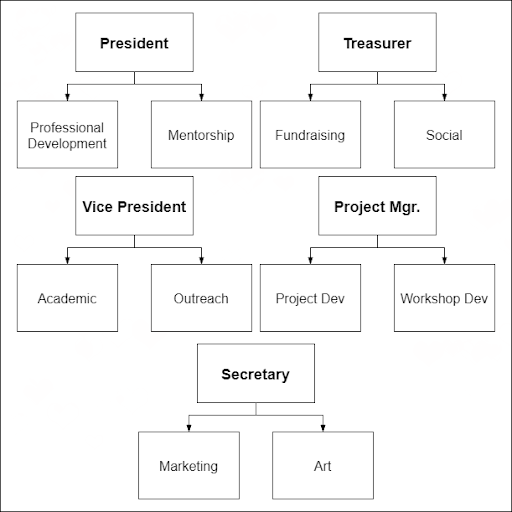 President
Treasurer
Professional
Development
Mentorship
Fundraising
Social
Vice President
Project Mgr.
Academic
Outreach
Project Dev
Workshop Dev
Secretary
Marketing
Art